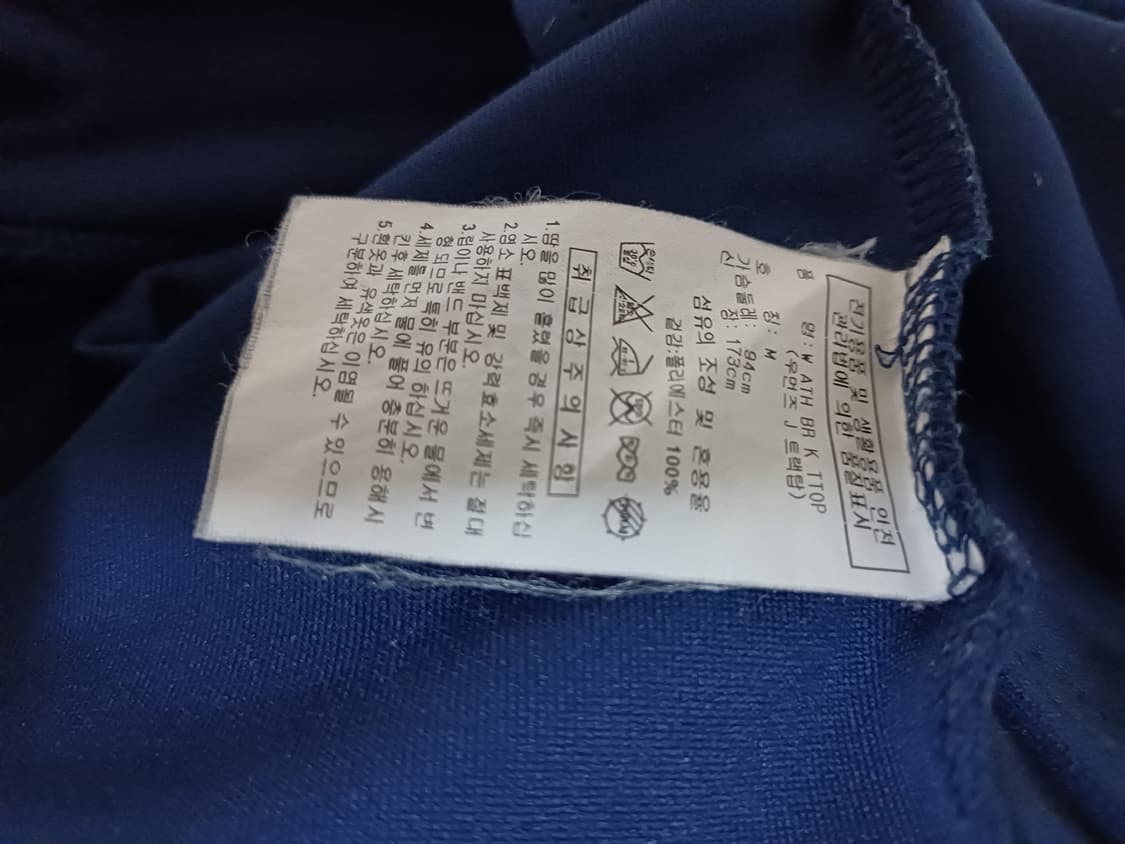 전기용품 및 생활용품 안전
관리법에 의한 품질표시
품 명: W ATH BR K TTOP
(우먼즈 J 트랙탑)
호 칭: M
가슴둘레: 94cm
신 장: 173cm
섬유의 조성 및 혼용율
겉감:폴리에스터 100%
취급상주의사항
1.땀을 많이 흘렸을 경우 즉시 세탁하십
시오.
2.염소 표백제 및 강력효소세제는 절대
사용하지 마십시오.
3.립이나 밴드 부분은 뜨거운 물에서 변
형 되므로 특히 유의 하십시오.
4.세제를먼저 물에 풀어 충분히 용해시
킨후 세탁하십시오.
5.흰옷과 유색옷은 이염될 수 있으므로
구분하여 세탁하십시오.